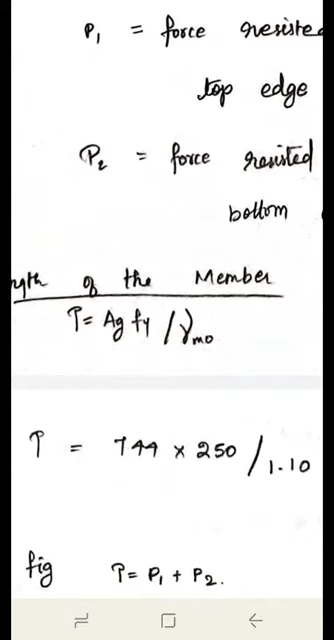 P₁ = force resiste
top edge
P₂ = force resisted
bottom
gth of the Member
T = Ag fy / γmo
T = 744 × 250 / 1.10
fig T = P₁ + P₂.